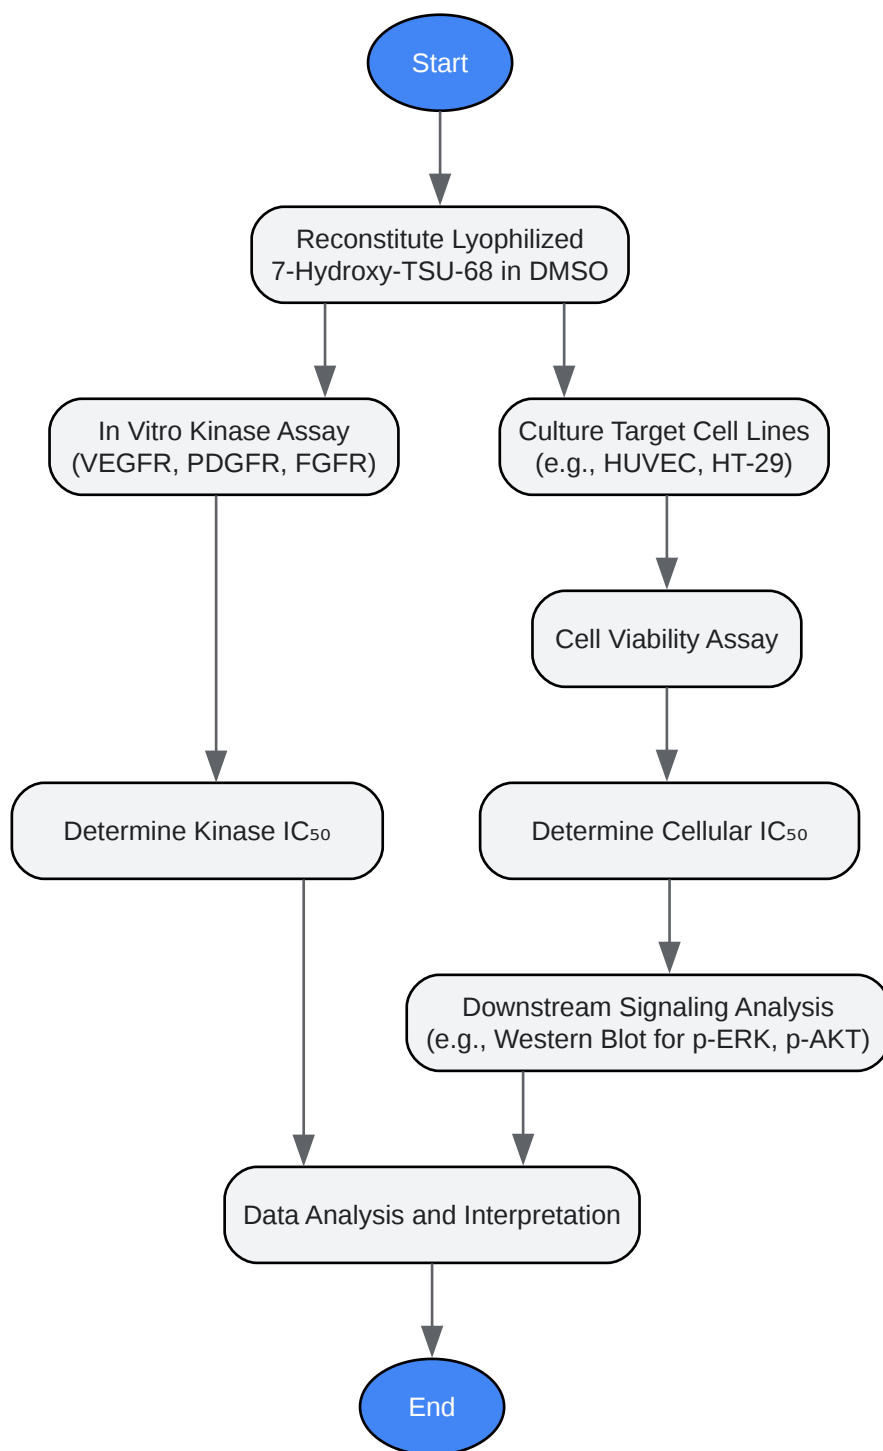 Start
Reconstitute Lyophilized
7-Hydroxy-TSU-68 in DMSO
In Vitro Kinase Assay
(VEGFR, PDGFR, FGFR)
Culture Target Cell Lines
(e.g., HUVEC, HT-29)
Cell Viability Assay
Determine Kinase IC₅₀
Determine Cellular IC₅₀
Downstream Signaling Analysis
(e.g., Western Blot for p-ERK, p-AKT)
Data Analysis and Interpretation
End